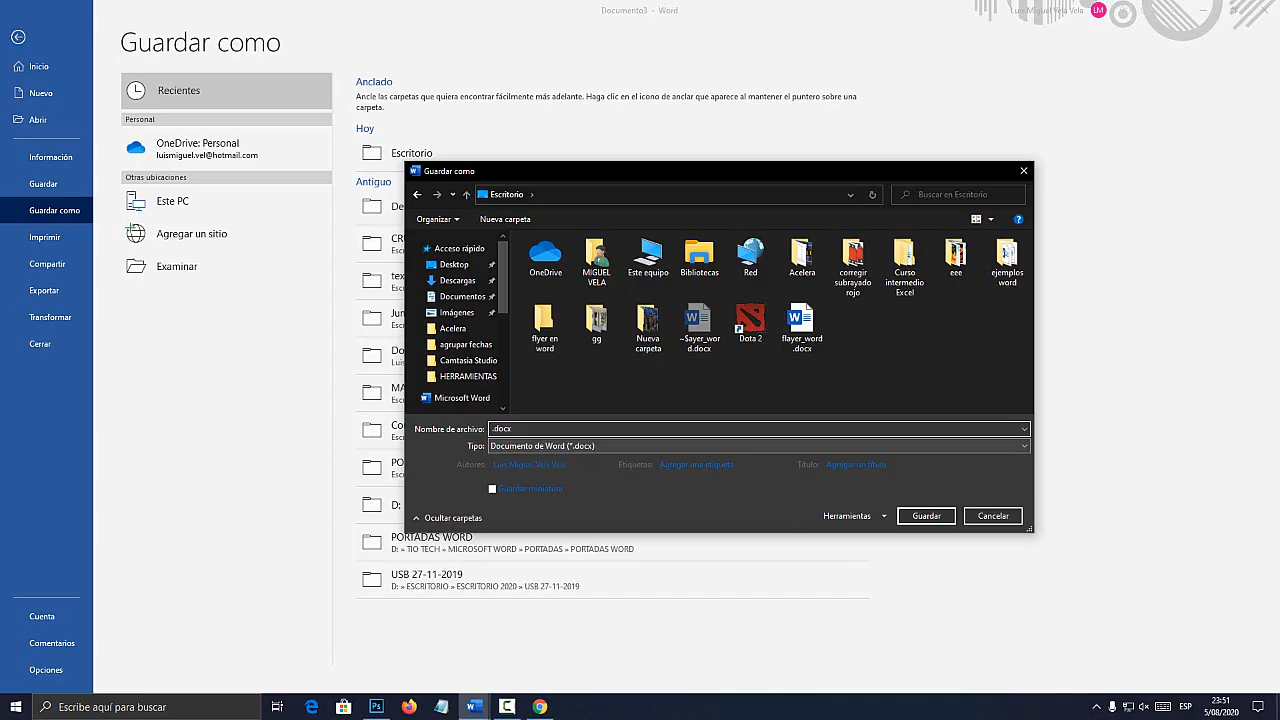 Documento3 - Word
Luis Miguel Vela Vela
LM
Guardar como
Inicio
Nuevo
Abrir
Información
Guardar
Guardar como
Imprimir
Compartir
Exportar
Transformar
Cerrar
Cuenta
Comentarios
Opciones
Recientes
Personal
OneDrive: Personal
luismiguel.vel@hotmail.com
Otras ubicaciones
Este PC
Agregar un sitio
Examinar
Anclado
Ancle las carpetas que quiera encontrar fácilmente más adelante. Haga clic en el icono de anclar que aparece al mantener el puntero sobre una
carpeta.
Hoy
Escritorio
Antiguo
D:
PORTADAS WORD
D: » TIO TECH » MICROSOFT WORD » PORTADAS » PORTADAS WORD
USB 27-11-2019
D: » ESCRITORIO » ESCRITORIO 2020 » USB 27-11-2019
Guardar como
Escritorio
Buscar en Escritorio
Organizar
Nueva carpeta
Acceso rápido
Desktop
Descargas
Documentos
Imágenes
Acelera
agrupar fechas
Camtasia Studio
HERRAMIENTAS
Microsoft Word
OneDrive
MIGUEL
VELA
Este equipo
Bibliotecas
Red
Acelera
corregir
subrayado
rojo
Curso
intermedio
Excel
eee
ejemplos
word
flyer en
word
gg
Nueva
carpeta
~$ayer_wor
d.docx
Dota 2
flayer_word
.docx
Nombre de archivo: .docx
Tipo: Documento de Word (*.docx)
Autores: Luis Miguel Vela Vela
Etiquetas: Agregar una etiqueta
Título: Agregar un título
Guardar miniatura
Ocultar carpetas
Herramientas
Guardar
Cancelar
Escribe aquí para buscar
Ps
ESP
23:51
5/08/2020